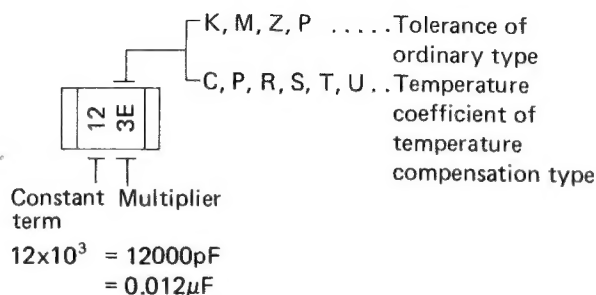 K, M, Z, P ..... Tolerance of
ordinary type
C, P, R, S, T, U .. Temperature
coefficient of
temperature
compensation type
12
3E
Constant Multiplier
term
12x10³ = 12000pF
= 0.012μF